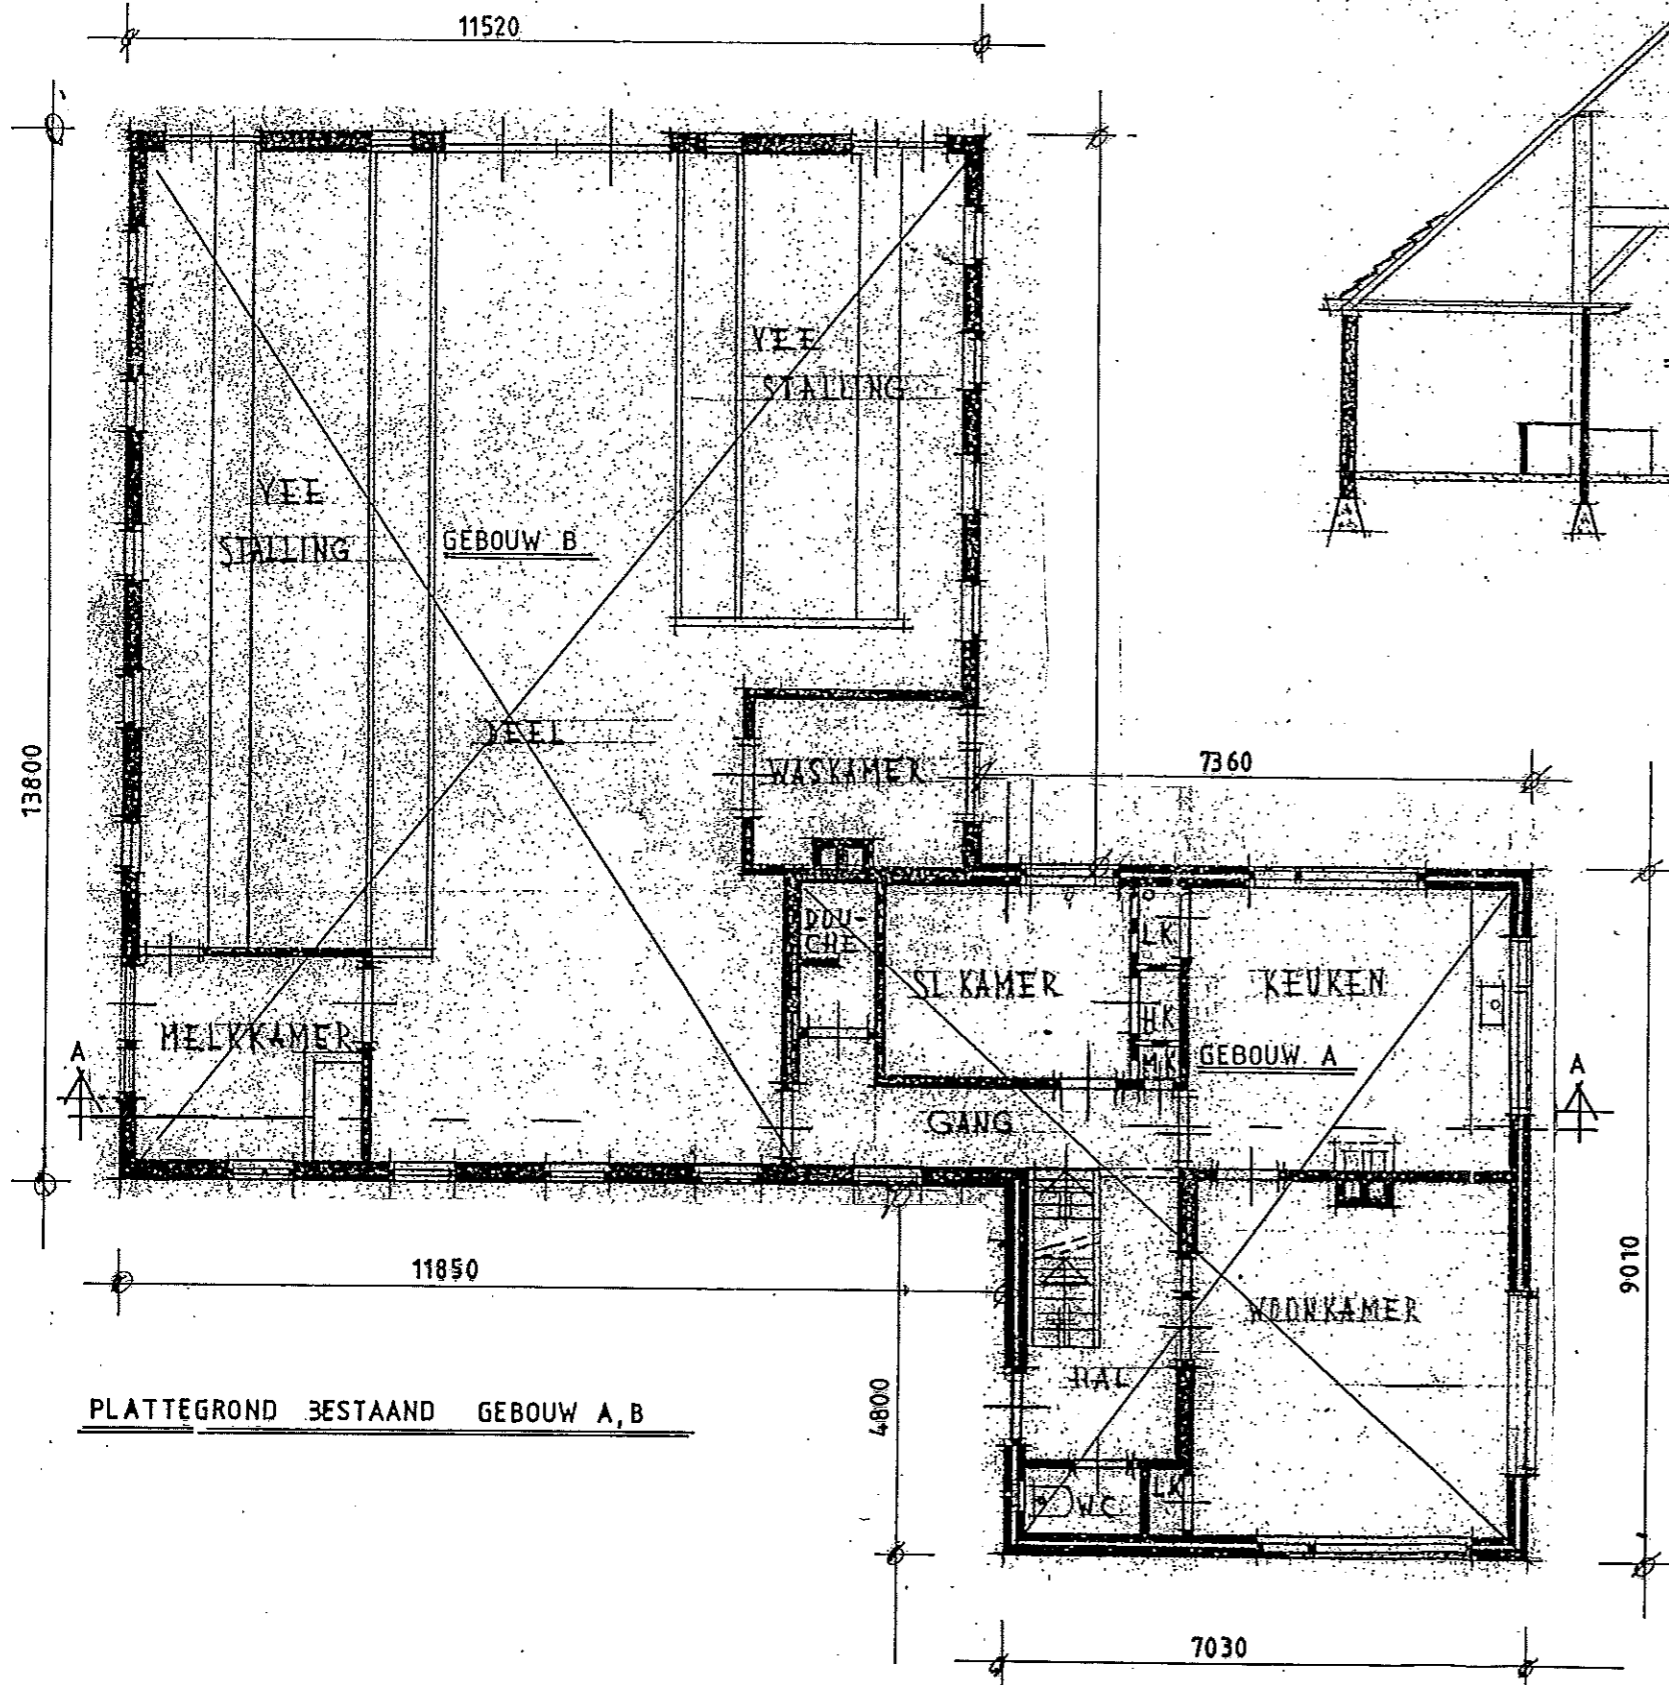 11520
VEE
STALLING
VEE
STALLING
GEBOUW B
DEEL
13800
WASKAMER
7360
DOU-
CHE
SL.KAMER
LK
HK
MK
KEUKEN
GEBOUW A
MELKKAMER
A
A
GANG
11850
WOONKAMER
9010
HAL
4800
PLATTEGROND BESTAAND GEBOUW A,B
WC
LK
7030